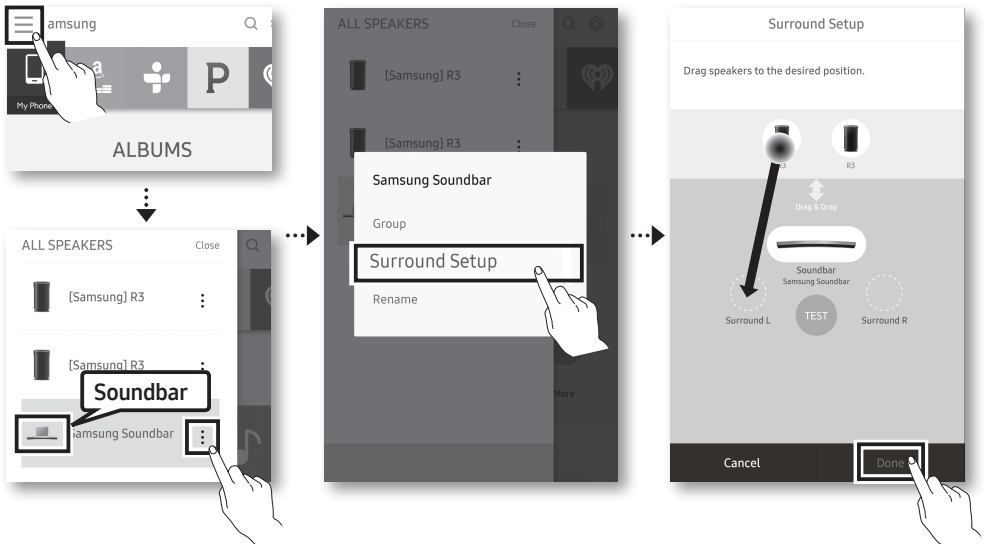 amsung
a
P
My Phone
ALBUMS
ALL SPEAKERS
Close
[Samsung] R3
[Samsung] R3
Soundbar
Samsung Soundbar
ALL SPEAKERS
Close
[Samsung] R3
[Samsung] R3
Samsung Soundbar
Group
Surround Setup
Rename
More
Surround Setup
Drag speakers to the desired position.
R3
R3
Drag & Drop
Soundbar
Samsung Soundbar
Surround L
TEST
Surround R
Cancel
Done